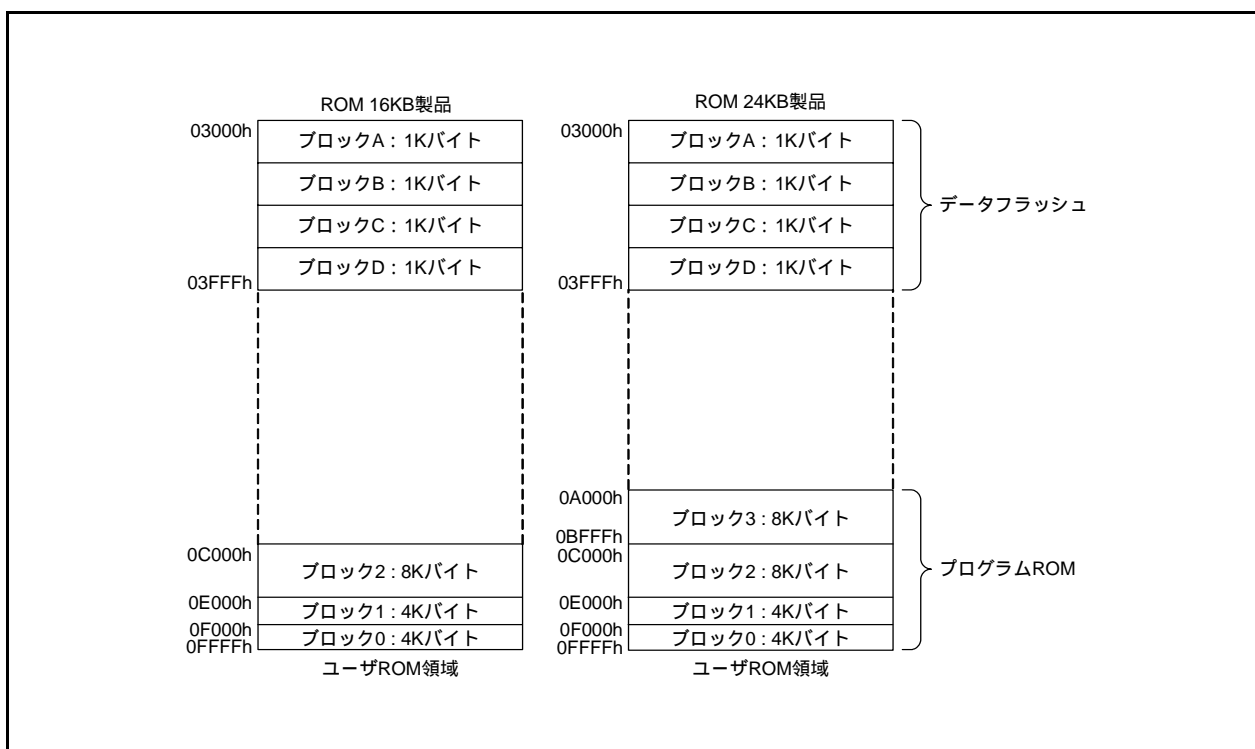 ROM 16KB製品
03000h
ブロックA : 1Kバイト
ブロックB : 1Kバイト
ブロックC : 1Kバイト
ブロックD : 1Kバイト
03FFFh
0C000h
ブロック2 : 8Kバイト
0E000h
ブロック1 : 4Kバイト
0F000h
ブロック0 : 4Kバイト
0FFFFh
ユーザROM領域
ROM 24KB製品
03000h
ブロックA : 1Kバイト
ブロックB : 1Kバイト
ブロックC : 1Kバイト
ブロックD : 1Kバイト
03FFFh
データフラッシュ
0A000h
ブロック3 : 8Kバイト
0BFFFh
0C000h
ブロック2 : 8Kバイト
0E000h
ブロック1 : 4Kバイト
0F000h
ブロック0 : 4Kバイト
0FFFFh
プログラムROM
ユーザROM領域